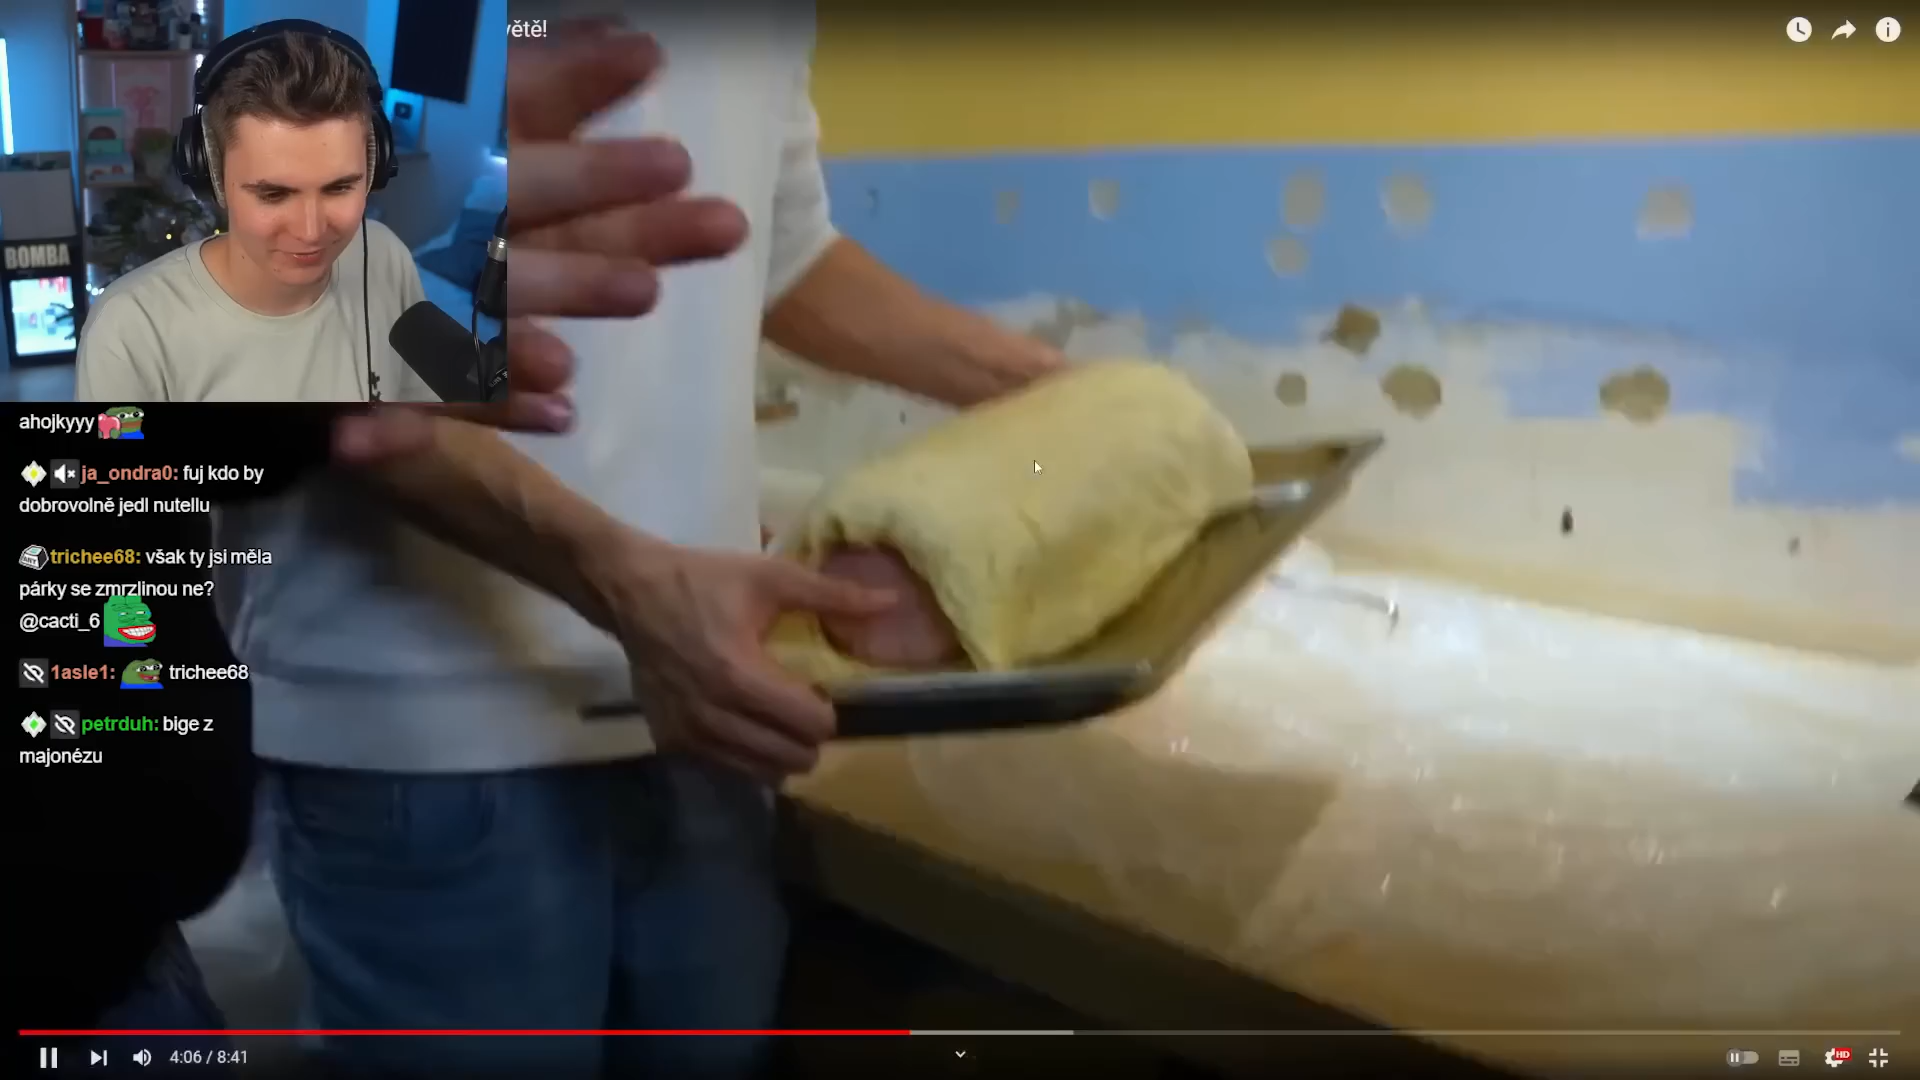 větě!
BOMBA
ahojkyyy
ja_ondra0: fuj kdo by
dobrovolně jedl nutellu
trichee68: však ty jsi měla
párky se zmrzlinou ne?
@cacti_6
1asle1: trichee68
petrduh: bige z
majonézu
4:06 / 8:41
HD